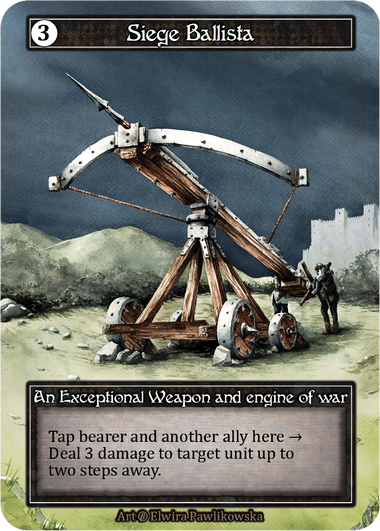 3
Siege Ballista
An Exceptional Weapon and engine of war
Tap bearer and another ally here →
Deal 3 damage to target unit up to
two steps away.
Art @ Elwira Pawlikowska